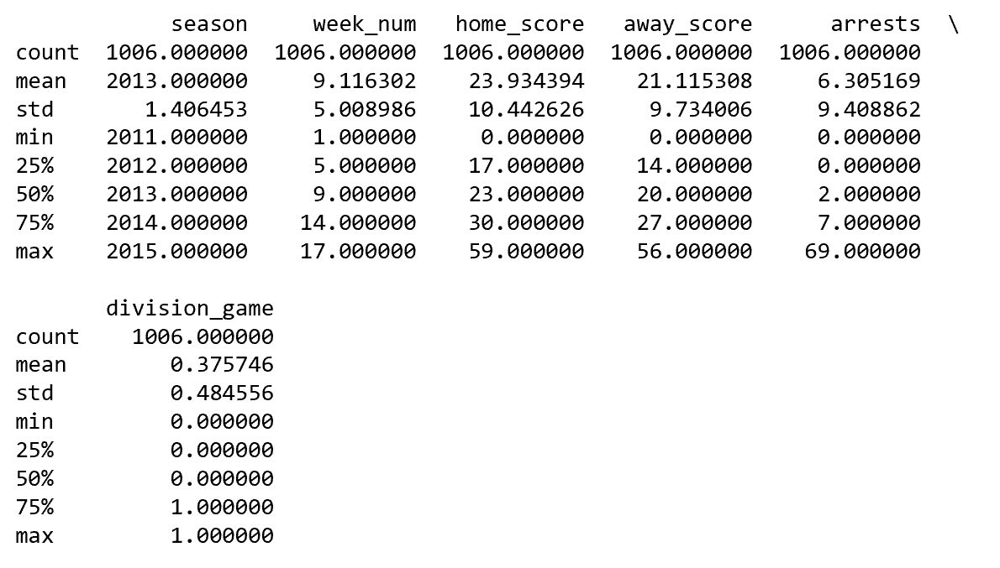 season week_num home_score away_score arrests \
count 1006.000000 1006.000000 1006.000000 1006.000000 1006.000000
mean 2013.000000 9.116302 23.934394 21.115308 6.305169
std 1.406453 5.008986 10.442626 9.734006 9.408862
min 2011.000000 1.000000 0.000000 0.000000 0.000000
25% 2012.000000 5.000000 17.000000 14.000000 0.000000
50% 2013.000000 9.000000 23.000000 20.000000 2.000000
75% 2014.000000 14.000000 30.000000 27.000000 7.000000
max 2015.000000 17.000000 59.000000 56.000000 69.000000
division_game
count 1006.000000
mean 0.375746
std 0.484556
min 0.000000
25% 0.000000
50% 0.000000
75% 1.000000
max 1.000000